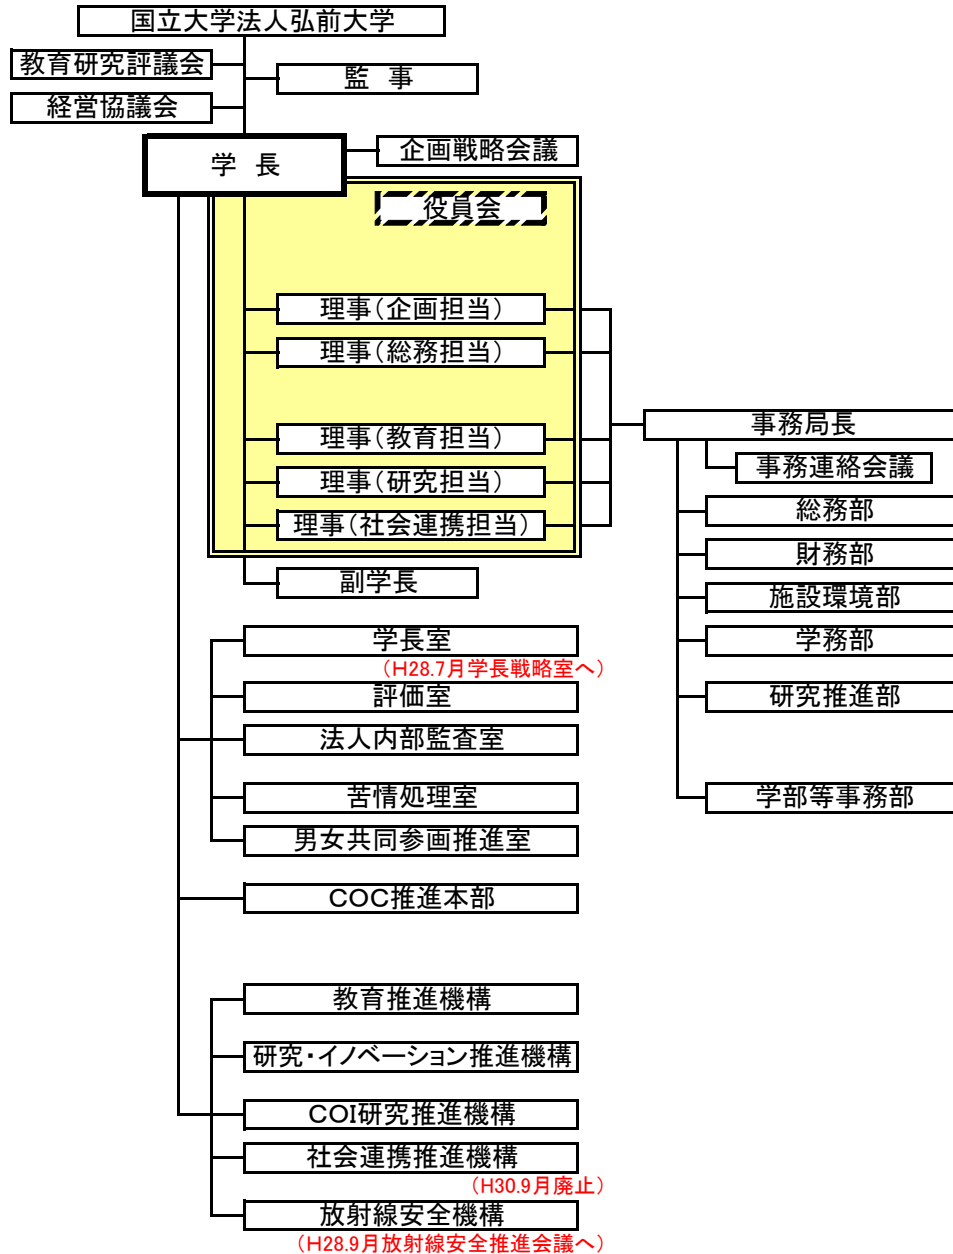 国立大学法人弘前大学
教育研究評議会
監　事
経営協議会
学　長
企画戦略会議
役員会
理事（企画担当）
理事（総務担当）
理事（教育担当）
理事（研究担当）
理事（社会連携担当）
副学長
事務局長
事務連絡会議
総務部
財務部
施設環境部
学務部
研究推進部
学部等事務部
学長室
（H28.7月学長戦略室へ）
評価室
法人内部監査室
苦情処理室
男女共同参画推進室
COC推進本部
教育推進機構
研究・イノベーション推進機構
COI研究推進機構
社会連携推進機構
（H30.9月廃止）
放射線安全機構
（H28.9月放射線安全推進会議へ）